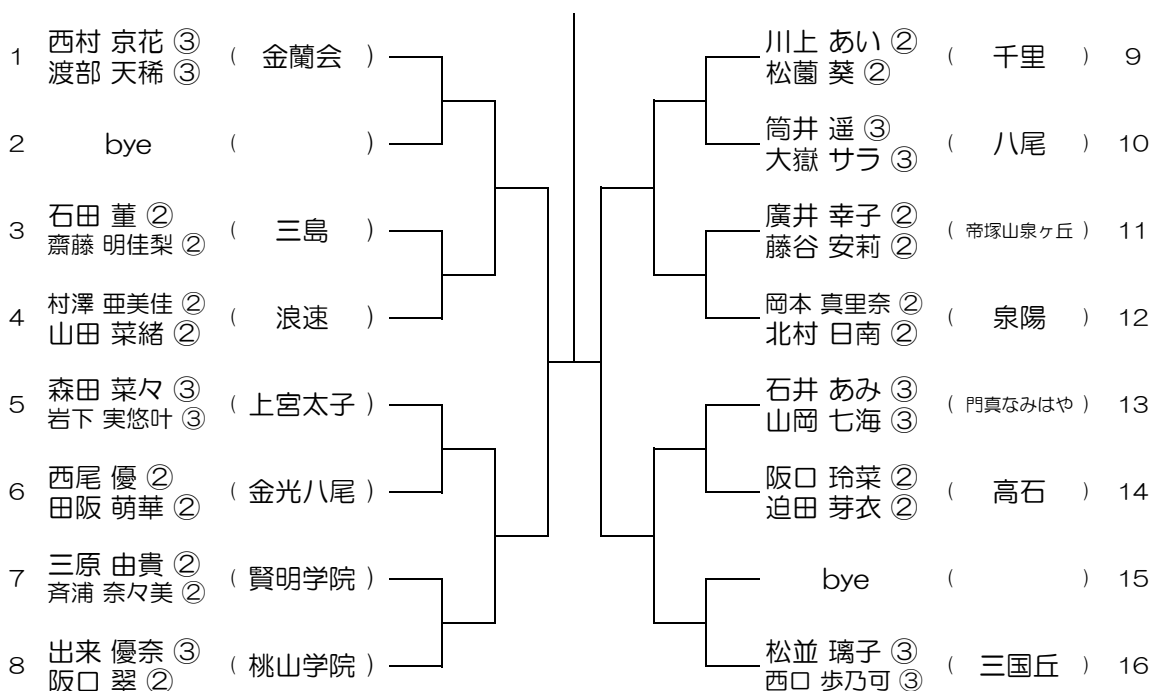 1 西村 京花 ③ ( 金蘭会 )
渡部 天稀 ③
2 bye ( )
3 石田 菫 ② ( 三島 )
齋藤 明佳梨 ②
4 村澤 亜美佳 ② ( 浪速 )
山田 菜緒 ②
5 森田 菜々 ③ ( 上宮太子 )
岩下 実悠叶 ③
6 西尾 優 ② ( 金光八尾 )
田阪 萌華 ②
7 三原 由貴 ② ( 賢明学院 )
斉浦 奈々美 ②
8 出来 優奈 ③ ( 桃山学院 )
阪口 翠 ②
川上 あい ② ( 千里 ) 9
松薗 葵 ②
筒井 遥 ③ ( 八尾 ) 10
大嶽 サラ ③
廣井 幸子 ② ( 帝塚山泉ヶ丘 ) 11
藤谷 安莉 ②
岡本 真里奈 ② ( 泉陽 ) 12
北村 日南 ②
石井 あみ ③ ( 門真なみはや ) 13
山岡 七海 ③
阪口 玲菜 ② ( 高石 ) 14
迫田 芽衣 ②
bye ( ) 15
松並 璃子 ③ ( 三国丘 ) 16
西口 歩乃可 ③